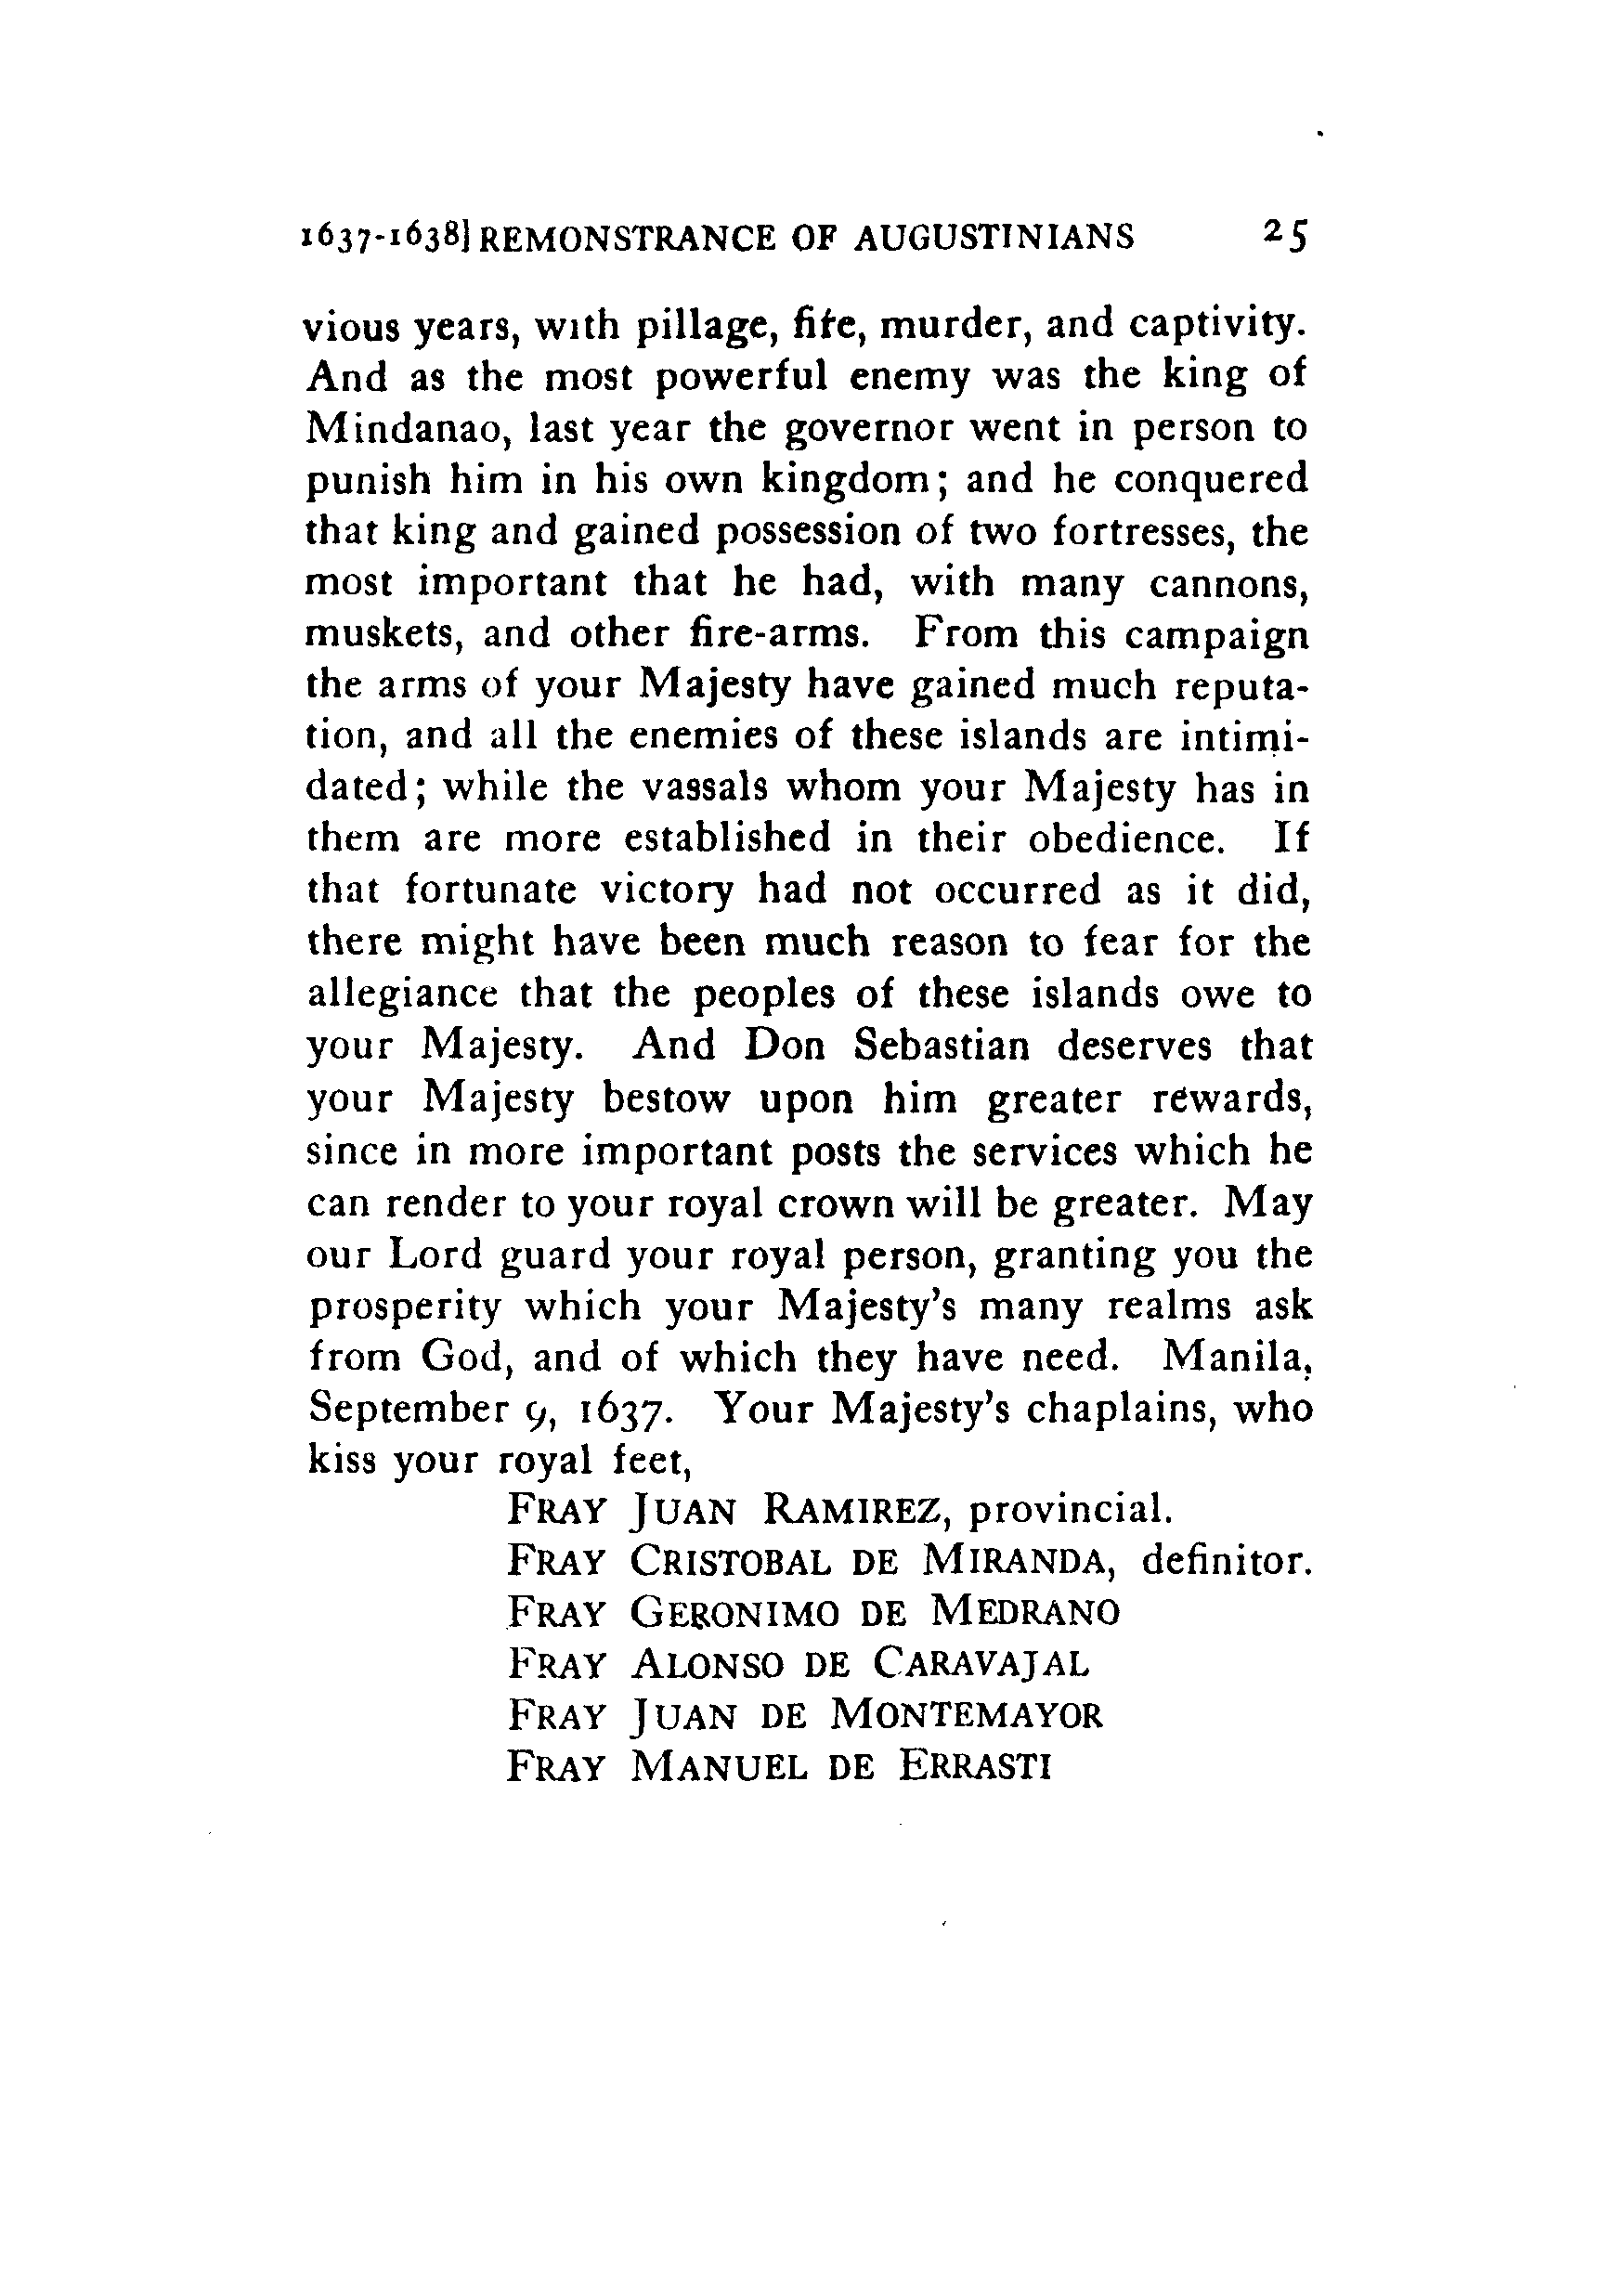 1637-1638] REMONSTRANCE OF AUGUSTINIANS 25
vious years, with pillage, fire, murder, and captivity.
And as the most powerful enemy was the king of
Mindanao, last year the governor went in person to
punish him in his own kingdom; and he conquered
that king and gained possession of two fortresses, the
most important that he had, with many cannons,
muskets, and other fire-arms. From this campaign
the arms of your Majesty have gained much reputa-
tion, and all the enemies of these islands are intimi-
dated; while the vassals whom your Majesty has in
them are more established in their obedience. If
that fortunate victory had not occurred as it did,
there might have been much reason to fear for the
allegiance that the peoples of these islands owe to
your Majesty. And Don Sebastian deserves that
your Majesty bestow upon him greater rewards,
since in more important posts the services which he
can render to your royal crown will be greater. May
our Lord guard your royal person, granting you the
prosperity which your Majesty's many realms ask
from God, and of which they have need. Manila,
September 9, 1637. Your Majesty's chaplains, who
kiss your royal feet,
FRAY JUAN RAMIREZ, provincial.
FRAY CRISTOBAL DE MIRANDA, definitor.
FRAY GERONIMO DE MEDRANO
FRAY ALONSO DE CARAVAJAL
FRAY JUAN DE MONTEMAYOR
FRAY MANUEL DE ERRASTI